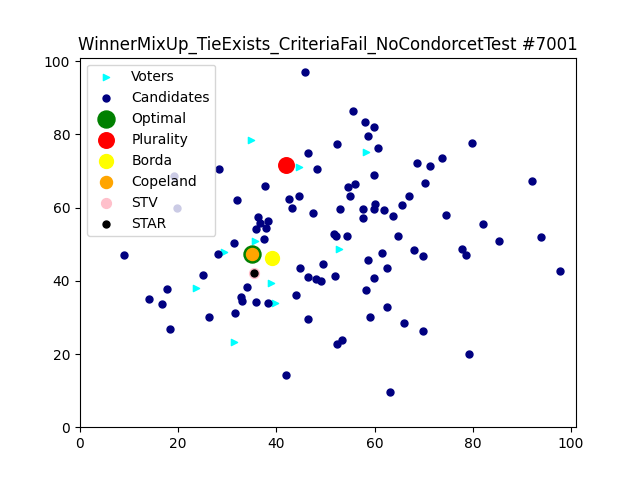 WinnerMixUp_TieExists_CriteriaFail_NoCondorcetTest #7001
Voters
Candidates
Optimal
Plurality
Borda
Copeland
STV
STAR
100
80
60
40
20
0
0 20 40 60 80 100